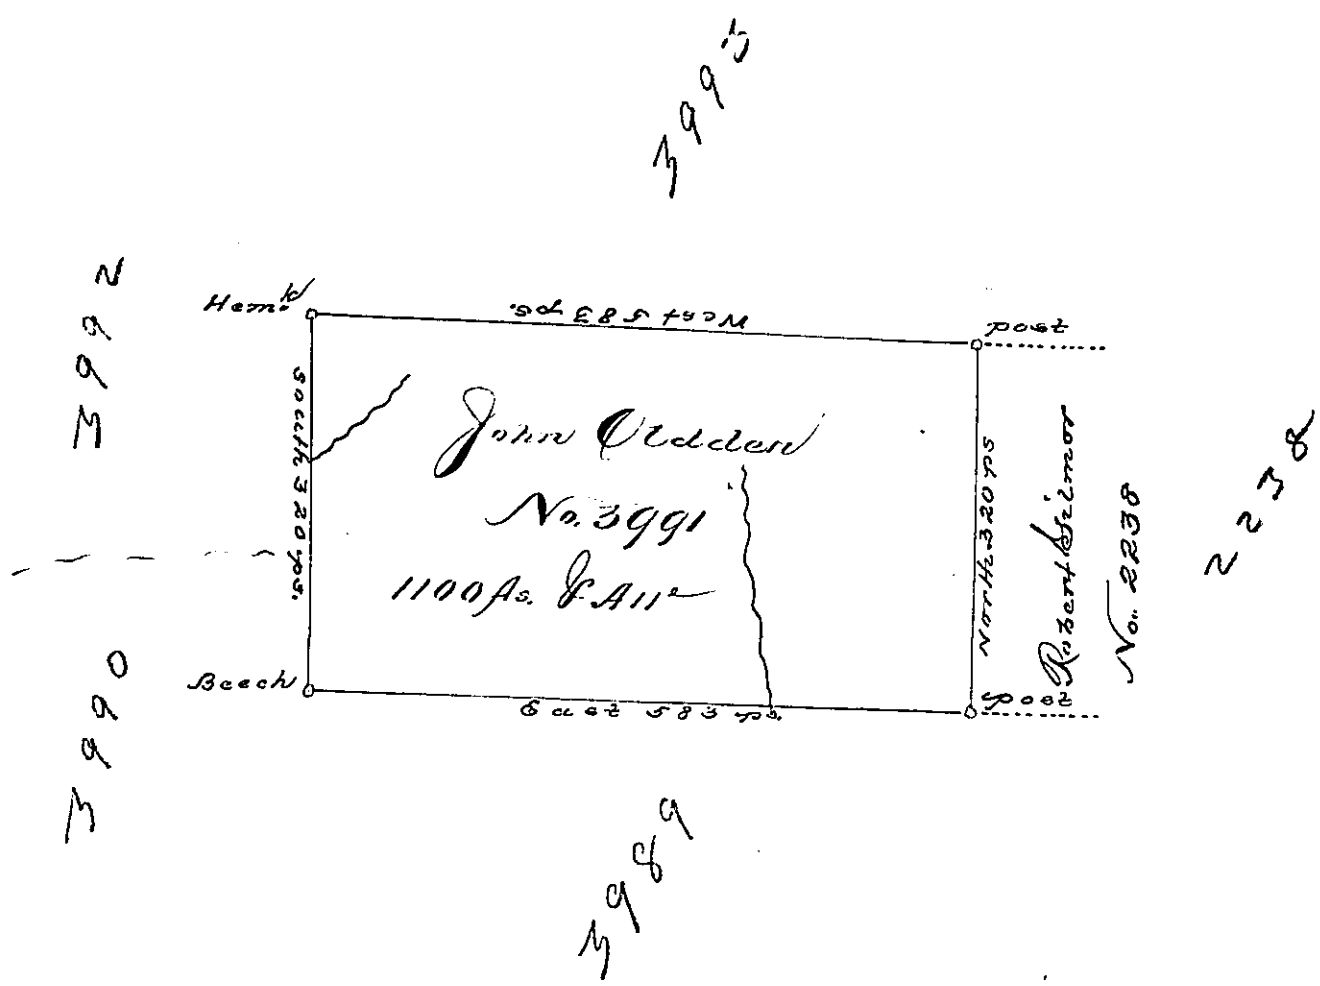 3993
3992
Hem.k
West 583 ps.
post
South 320 ps.
John
No. 3991
1100 As. & All.ce
North 320 ps
Robert Gilmor
No. 2238
2238
Beech
East 583 ps.
post
3990
3989